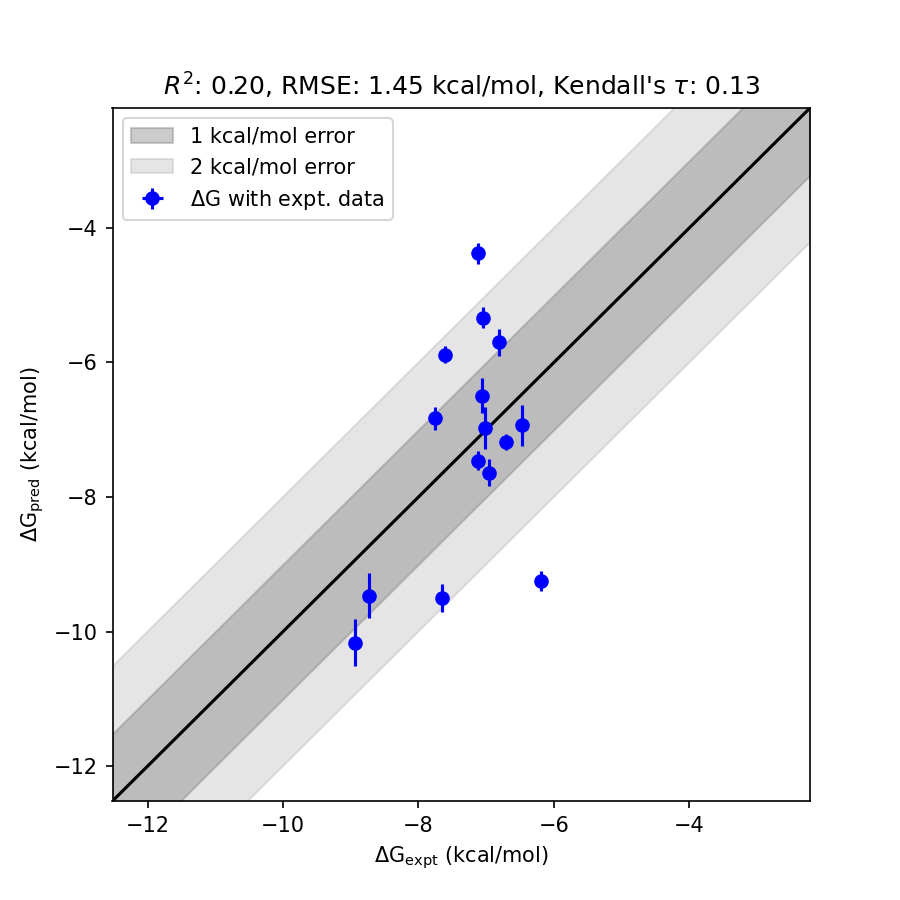 R²: 0.20, RMSE: 1.45 kcal/mol, Kendall's τ: 0.13
1 kcal/mol error
2 kcal/mol error
ΔG with expt. data
−4
−6
−8
−10
−12
ΔGpred (kcal/mol)
−12 −10 −8 −6 −4
ΔGexpt (kcal/mol)